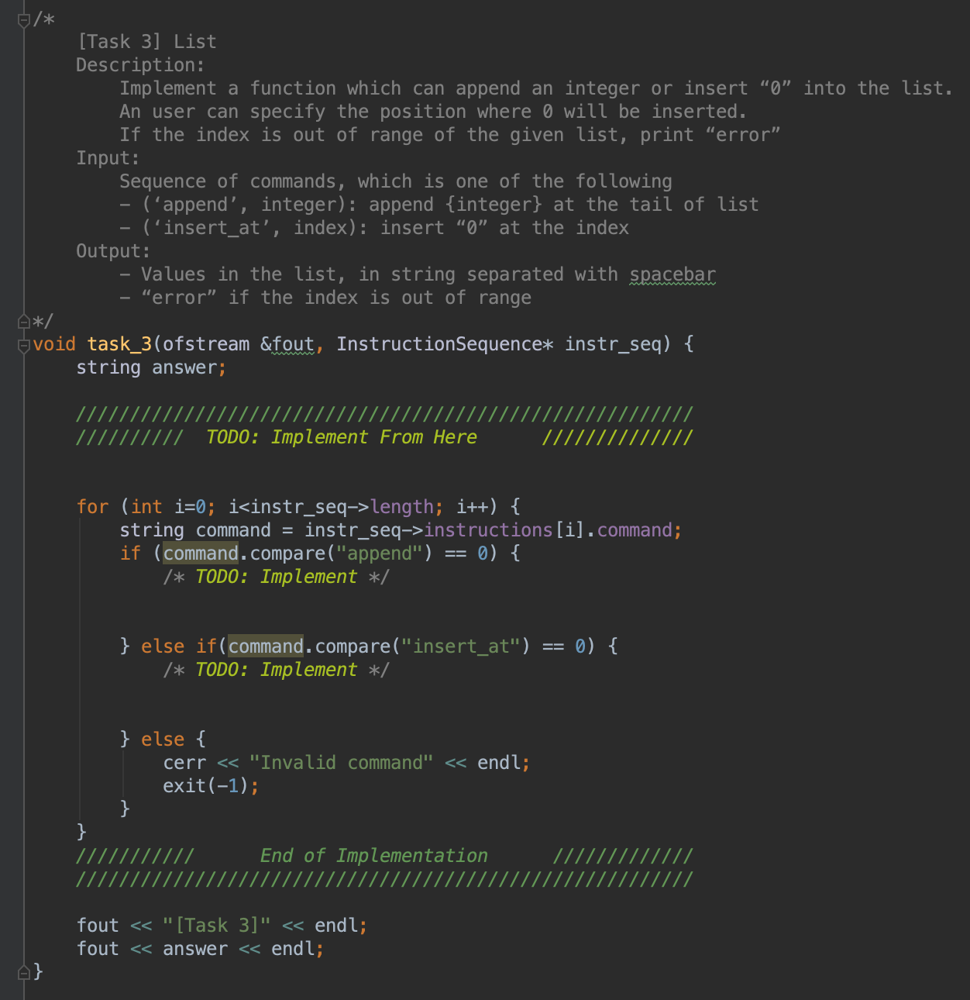 /*
    [Task 3] List
    Description:
        Implement a function which can append an integer or insert “0” into the list.
        An user can specify the position where 0 will be inserted.
        If the index is out of range of the given list, print “error”
    Input:
        Sequence of commands, which is one of the following
        - (‘append’, integer): append {integer} at the tail of list
        - (‘insert_at’, index): insert “0” at the index
    Output:
        - Values in the list, in string separated with spacebar
        - “error” if the index is out of range
*/
void task_3(ofstream &fout, InstructionSequence* instr_seq) {
    string answer;
    /////////////////////////////////////////////////////////
    //////////  TODO: Implement From Here      //////////////
    for (int i=0; i<instr_seq->length; i++) {
        string command = instr_seq->instructions[i].command;
        if (command.compare("append") == 0) {
            /* TODO: Implement */
        } else if(command.compare("insert_at") == 0) {
            /* TODO: Implement */
        } else {
            cerr << "Invalid command" << endl;
            exit(-1);
        }
    }
    ///////////      End of Implementation      /////////////
    /////////////////////////////////////////////////////////
    fout << "[Task 3]" << endl;
    fout << answer << endl;
}